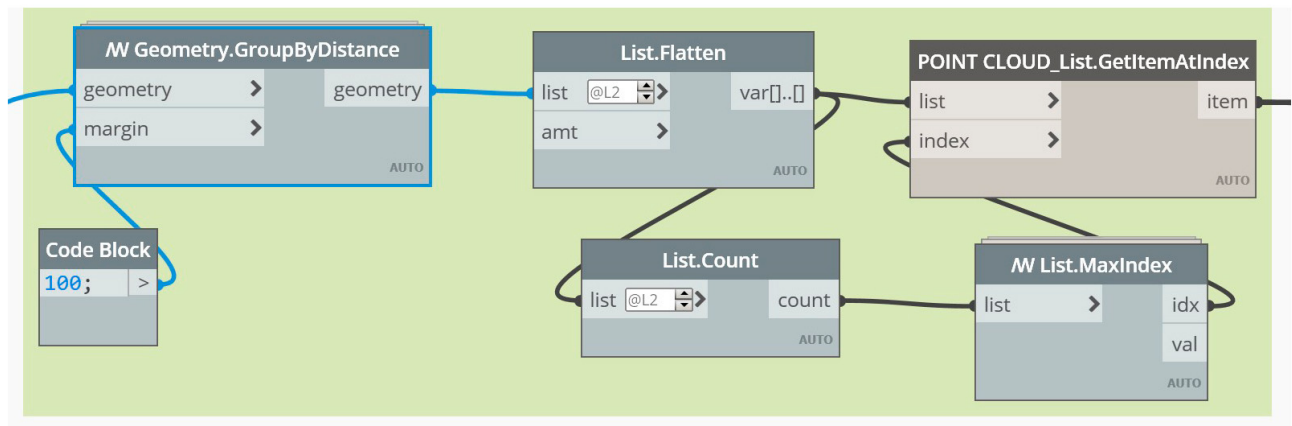 /W Geometry.GroupByDistance
geometry > geometry
margin >
AUTO
Code Block
100; >
List.Flatten
list @L2 > var[]..[]
amt >
AUTO
List.Count
list @L2 > count
AUTO
POINT CLOUD_List.GetItemAtIndex
list > item
index >
AUTO
/W List.MaxIndex
list > idx
val
AUTO